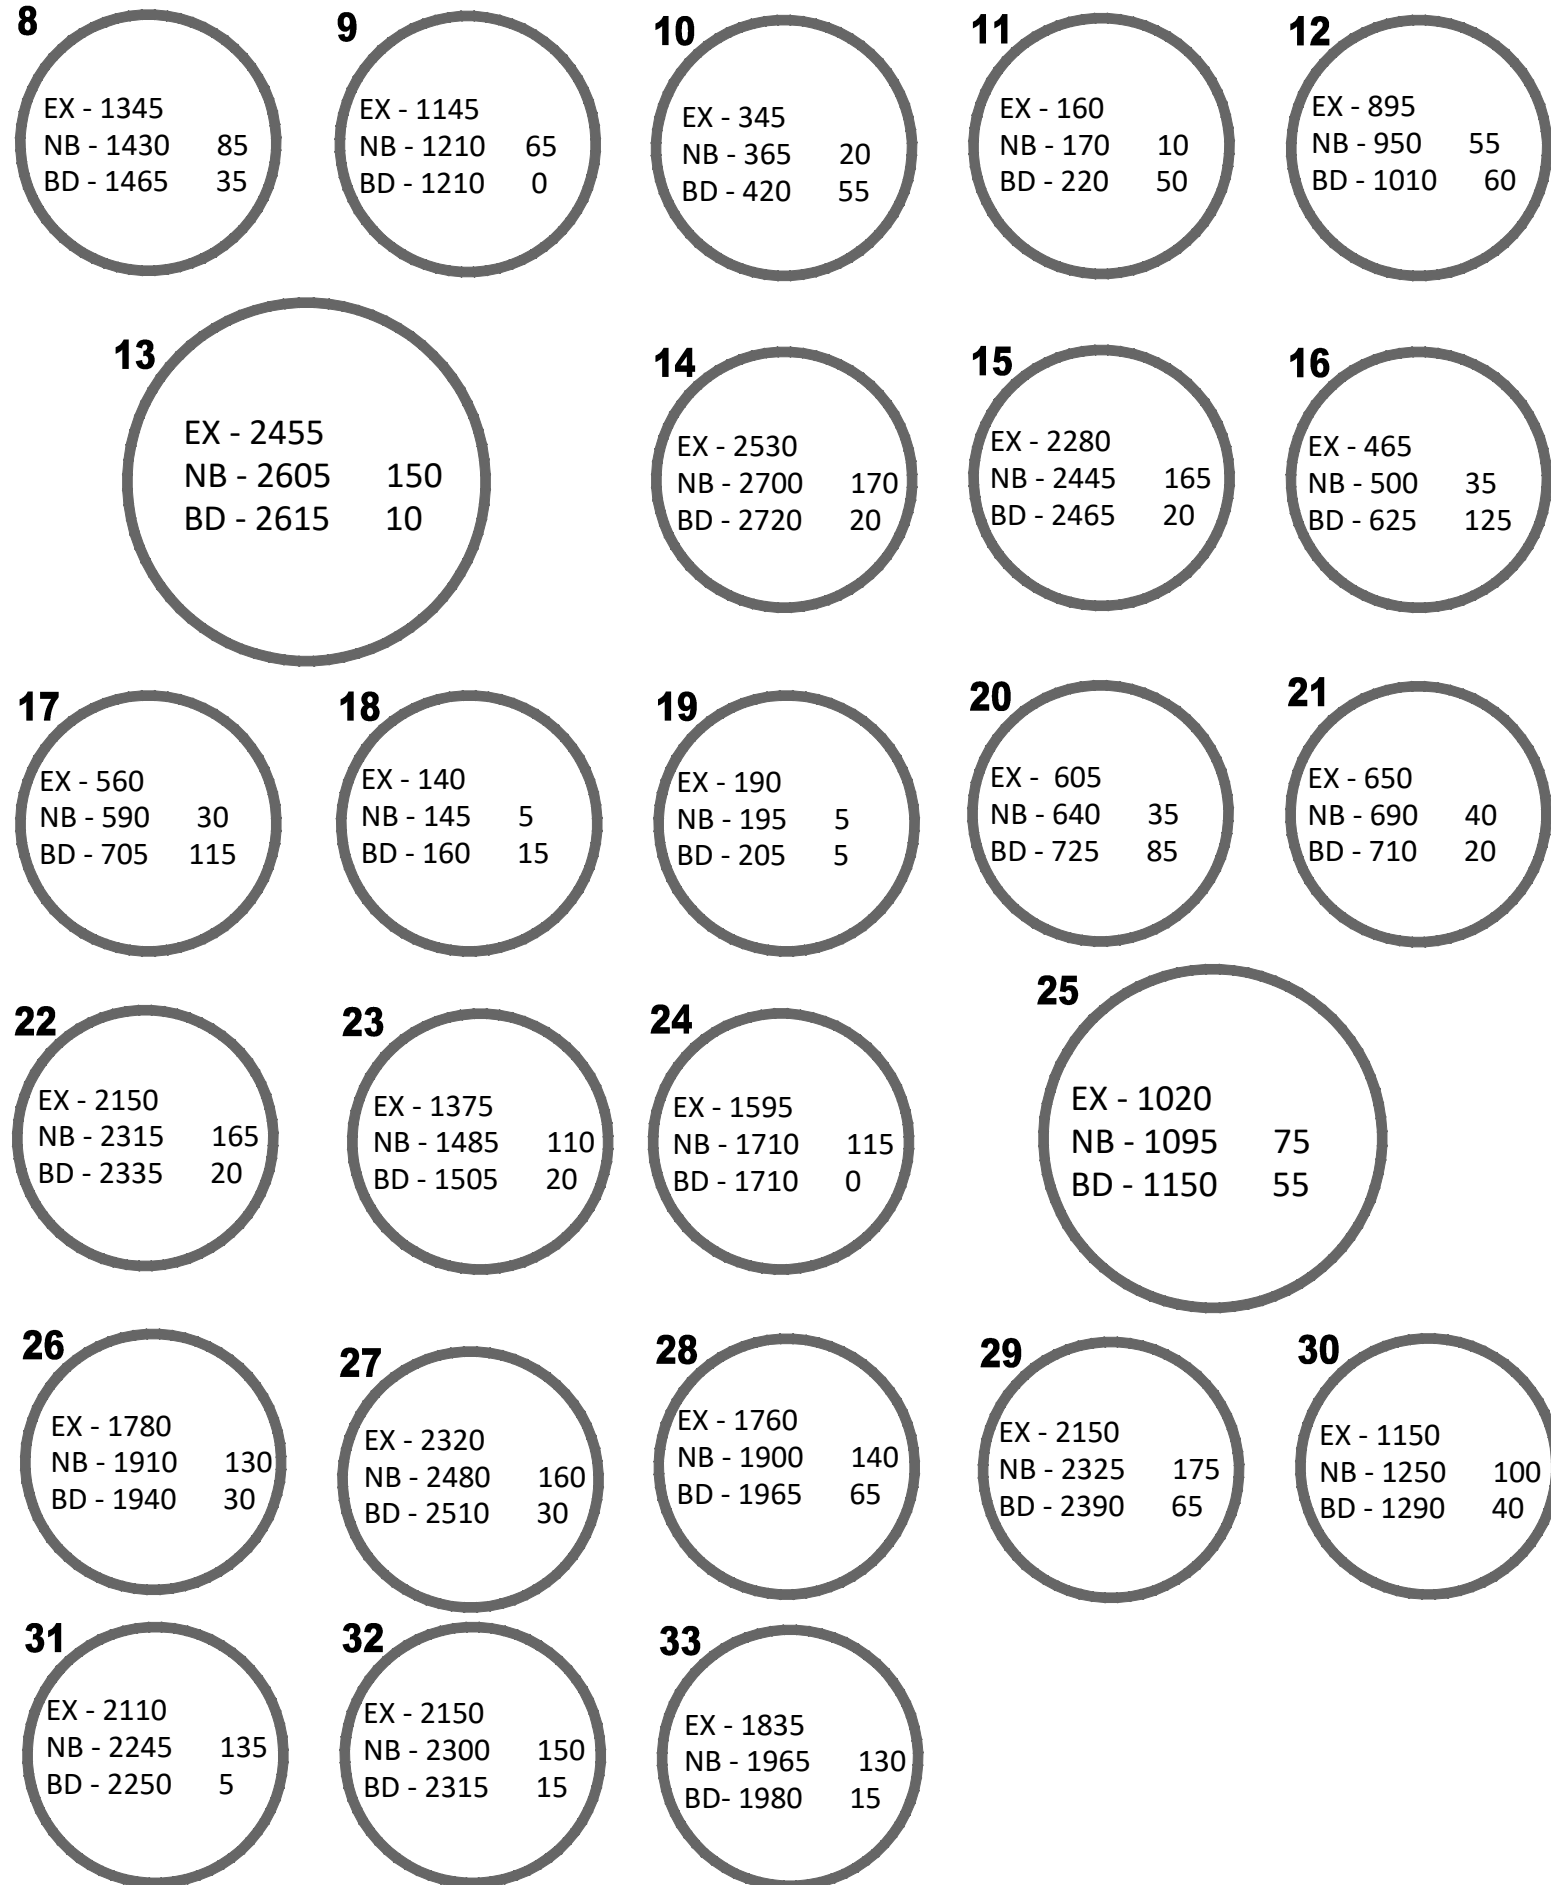 8
EX - 1345
NB - 1430 85
BD - 1465 35
9
EX - 1145
NB - 1210 65
BD - 1210 0
10
EX - 345
NB - 365 20
BD - 420 55
11
EX - 160
NB - 170 10
BD - 220 50
12
EX - 895
NB - 950 55
BD - 1010 60
13
EX - 2455
NB - 2605 150
BD - 2615 10
14
EX - 2530
NB - 2700 170
BD - 2720 20
15
EX - 2280
NB - 2445 165
BD - 2465 20
16
EX - 465
NB - 500 35
BD - 625 125
17
EX - 560
NB - 590 30
BD - 705 115
18
EX - 140
NB - 145 5
BD - 160 15
19
EX - 190
NB - 195 5
BD - 205 5
20
EX - 605
NB - 640 35
BD - 725 85
21
EX - 650
NB - 690 40
BD - 710 20
22
EX - 2150
NB - 2315 165
BD - 2335 20
23
EX - 1375
NB - 1485 110
BD - 1505 20
24
EX - 1595
NB - 1710 115
BD - 1710 0
25
EX - 1020
NB - 1095 75
BD - 1150 55
26
EX - 1780
NB - 1910 130
BD - 1940 30
27
EX - 2320
NB - 2480 160
BD - 2510 30
28
EX - 1760
NB - 1900 140
BD - 1965 65
29
EX - 2150
NB - 2325 175
BD - 2390 65
30
EX - 1150
NB - 1250 100
BD - 1290 40
31
EX - 2110
NB - 2245 135
BD - 2250 5
32
EX - 2150
NB - 2300 150
BD - 2315 15
33
EX - 1835
NB - 1965 130
BD- 1980 15